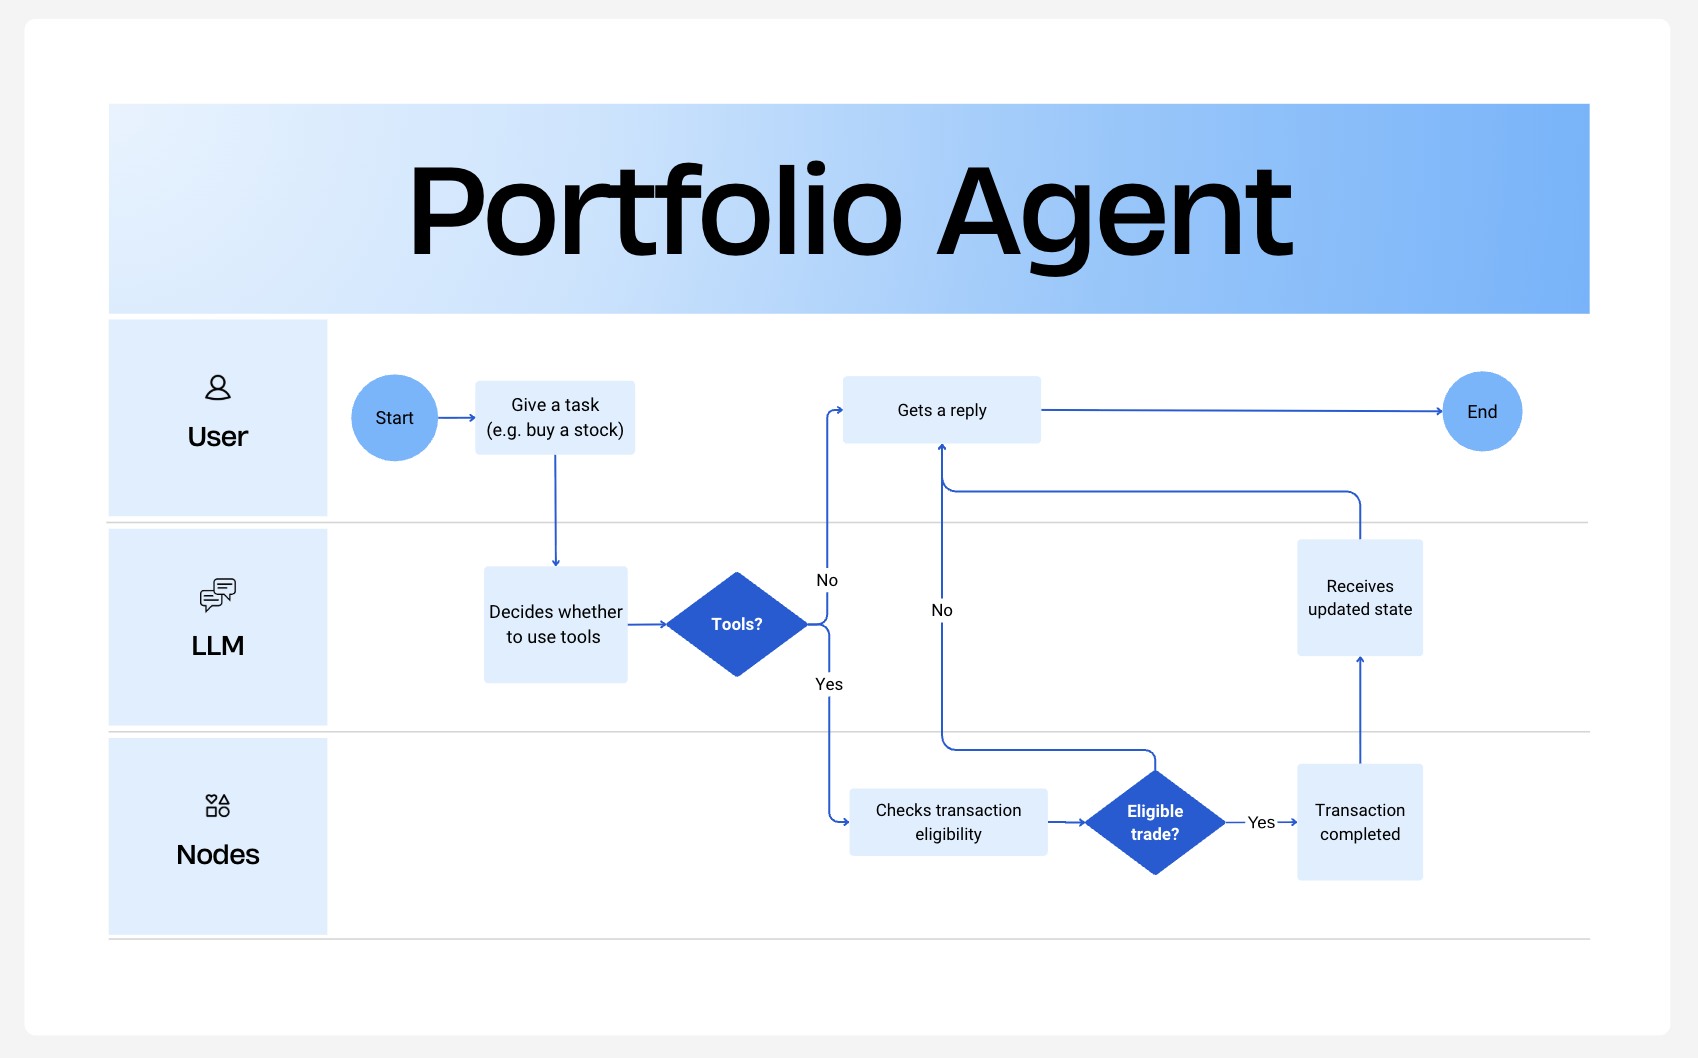 Portfolio Agent
User
Start
Give a task
(e.g. buy a stock)
Gets a reply
End
LLM
Decides whether
to use tools
Tools?
No
Yes
No
Receives
updated state
Nodes
Checks transaction
eligibility
Eligible
trade?
Yes
Transaction
completed